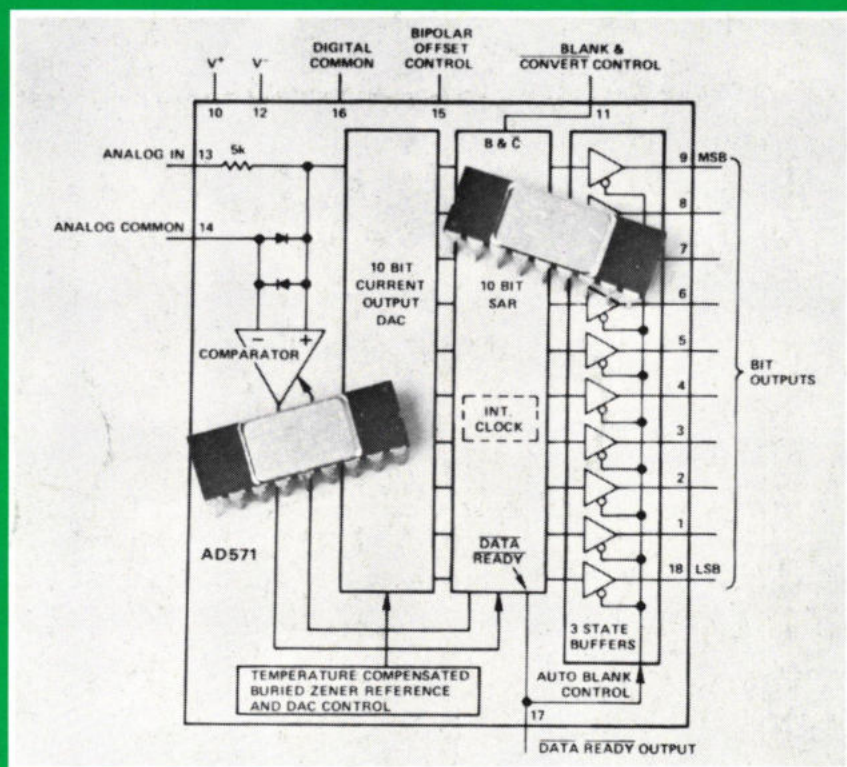 DIGITAL
COMMON
BIPOLAR
OFFSET
CONTROL
BLANK &
CONVERT CONTROL
V+
V-
10
12
16
15
11
ANALOG IN
13
5k
B & C
9
MSB
ANALOG COMMON
14
8
7
10 BIT
CURRENT
OUTPUT
DAC
10 BIT
SAR
6
5
COMPARATOR
- +
BIT
OUTPUTS
4
INT.
CLOCK
3
2
1
DATA
READY
AD571
18
LSB
3 STATE
BUFFERS
TEMPERATURE COMPENSATED
BURIED ZENER REFERENCE
AND DAC CONTROL
AUTO BLANK
CONTROL
17
DATA READY OUTPUT